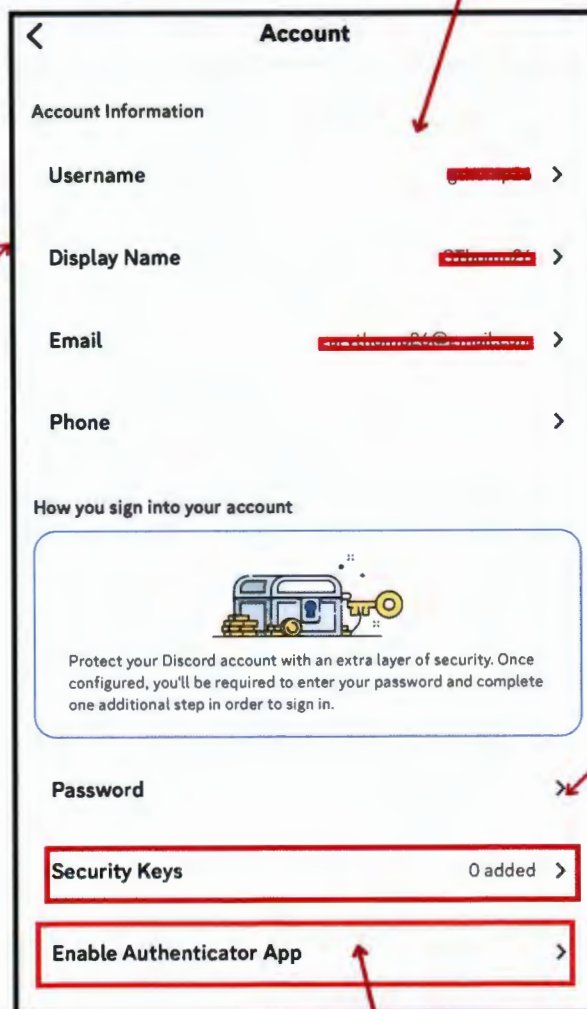 Account
Account Information
Username
Display Name
Email
Phone
How you sign into your account
Protect your Discord account with an extra layer of security. Once
configured, you'll be required to enter your password and complete
one additional step in order to sign in.
Password
Security Keys 0 added
Enable Authenticator App